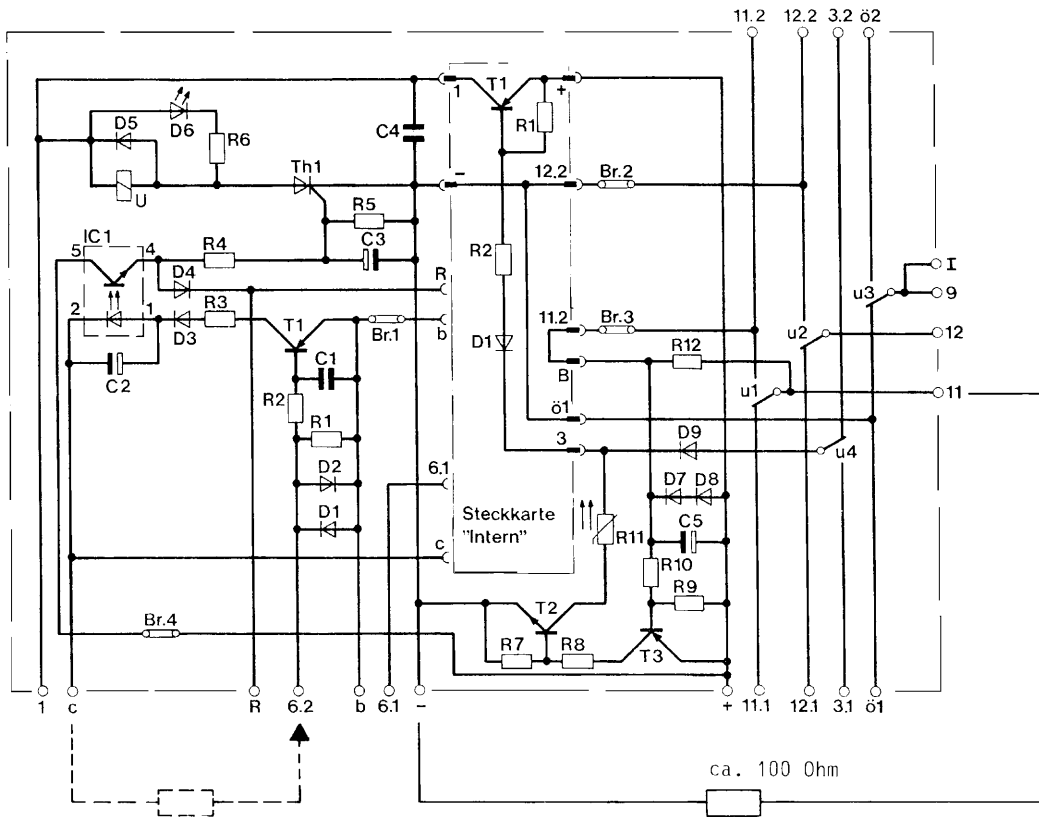 11.2 12.2 3.2 ö2
1 T1 +
D5 D6 C4 R1
R6
Th1 - 12.2 Br.2
U
R5
IC1 C3 R2
5 4 R4
D4 R I
2 1 R3 T1 b 11.2 Br.3 u3 9
D3 Br.1 u2 12
D1 B R12
C2 C1 u1 11
R2 ö1
R1 3 D9 u4
D2 6.1 D7 D8
Steckkarte
D1 "Intern" R11 C5
c R10
R9
Br.4 T2
R7 R8 T3
1 c R 6.2 b 6.1 - + 11.1 12.1 3.1 ö1
ca. 100 Ohm